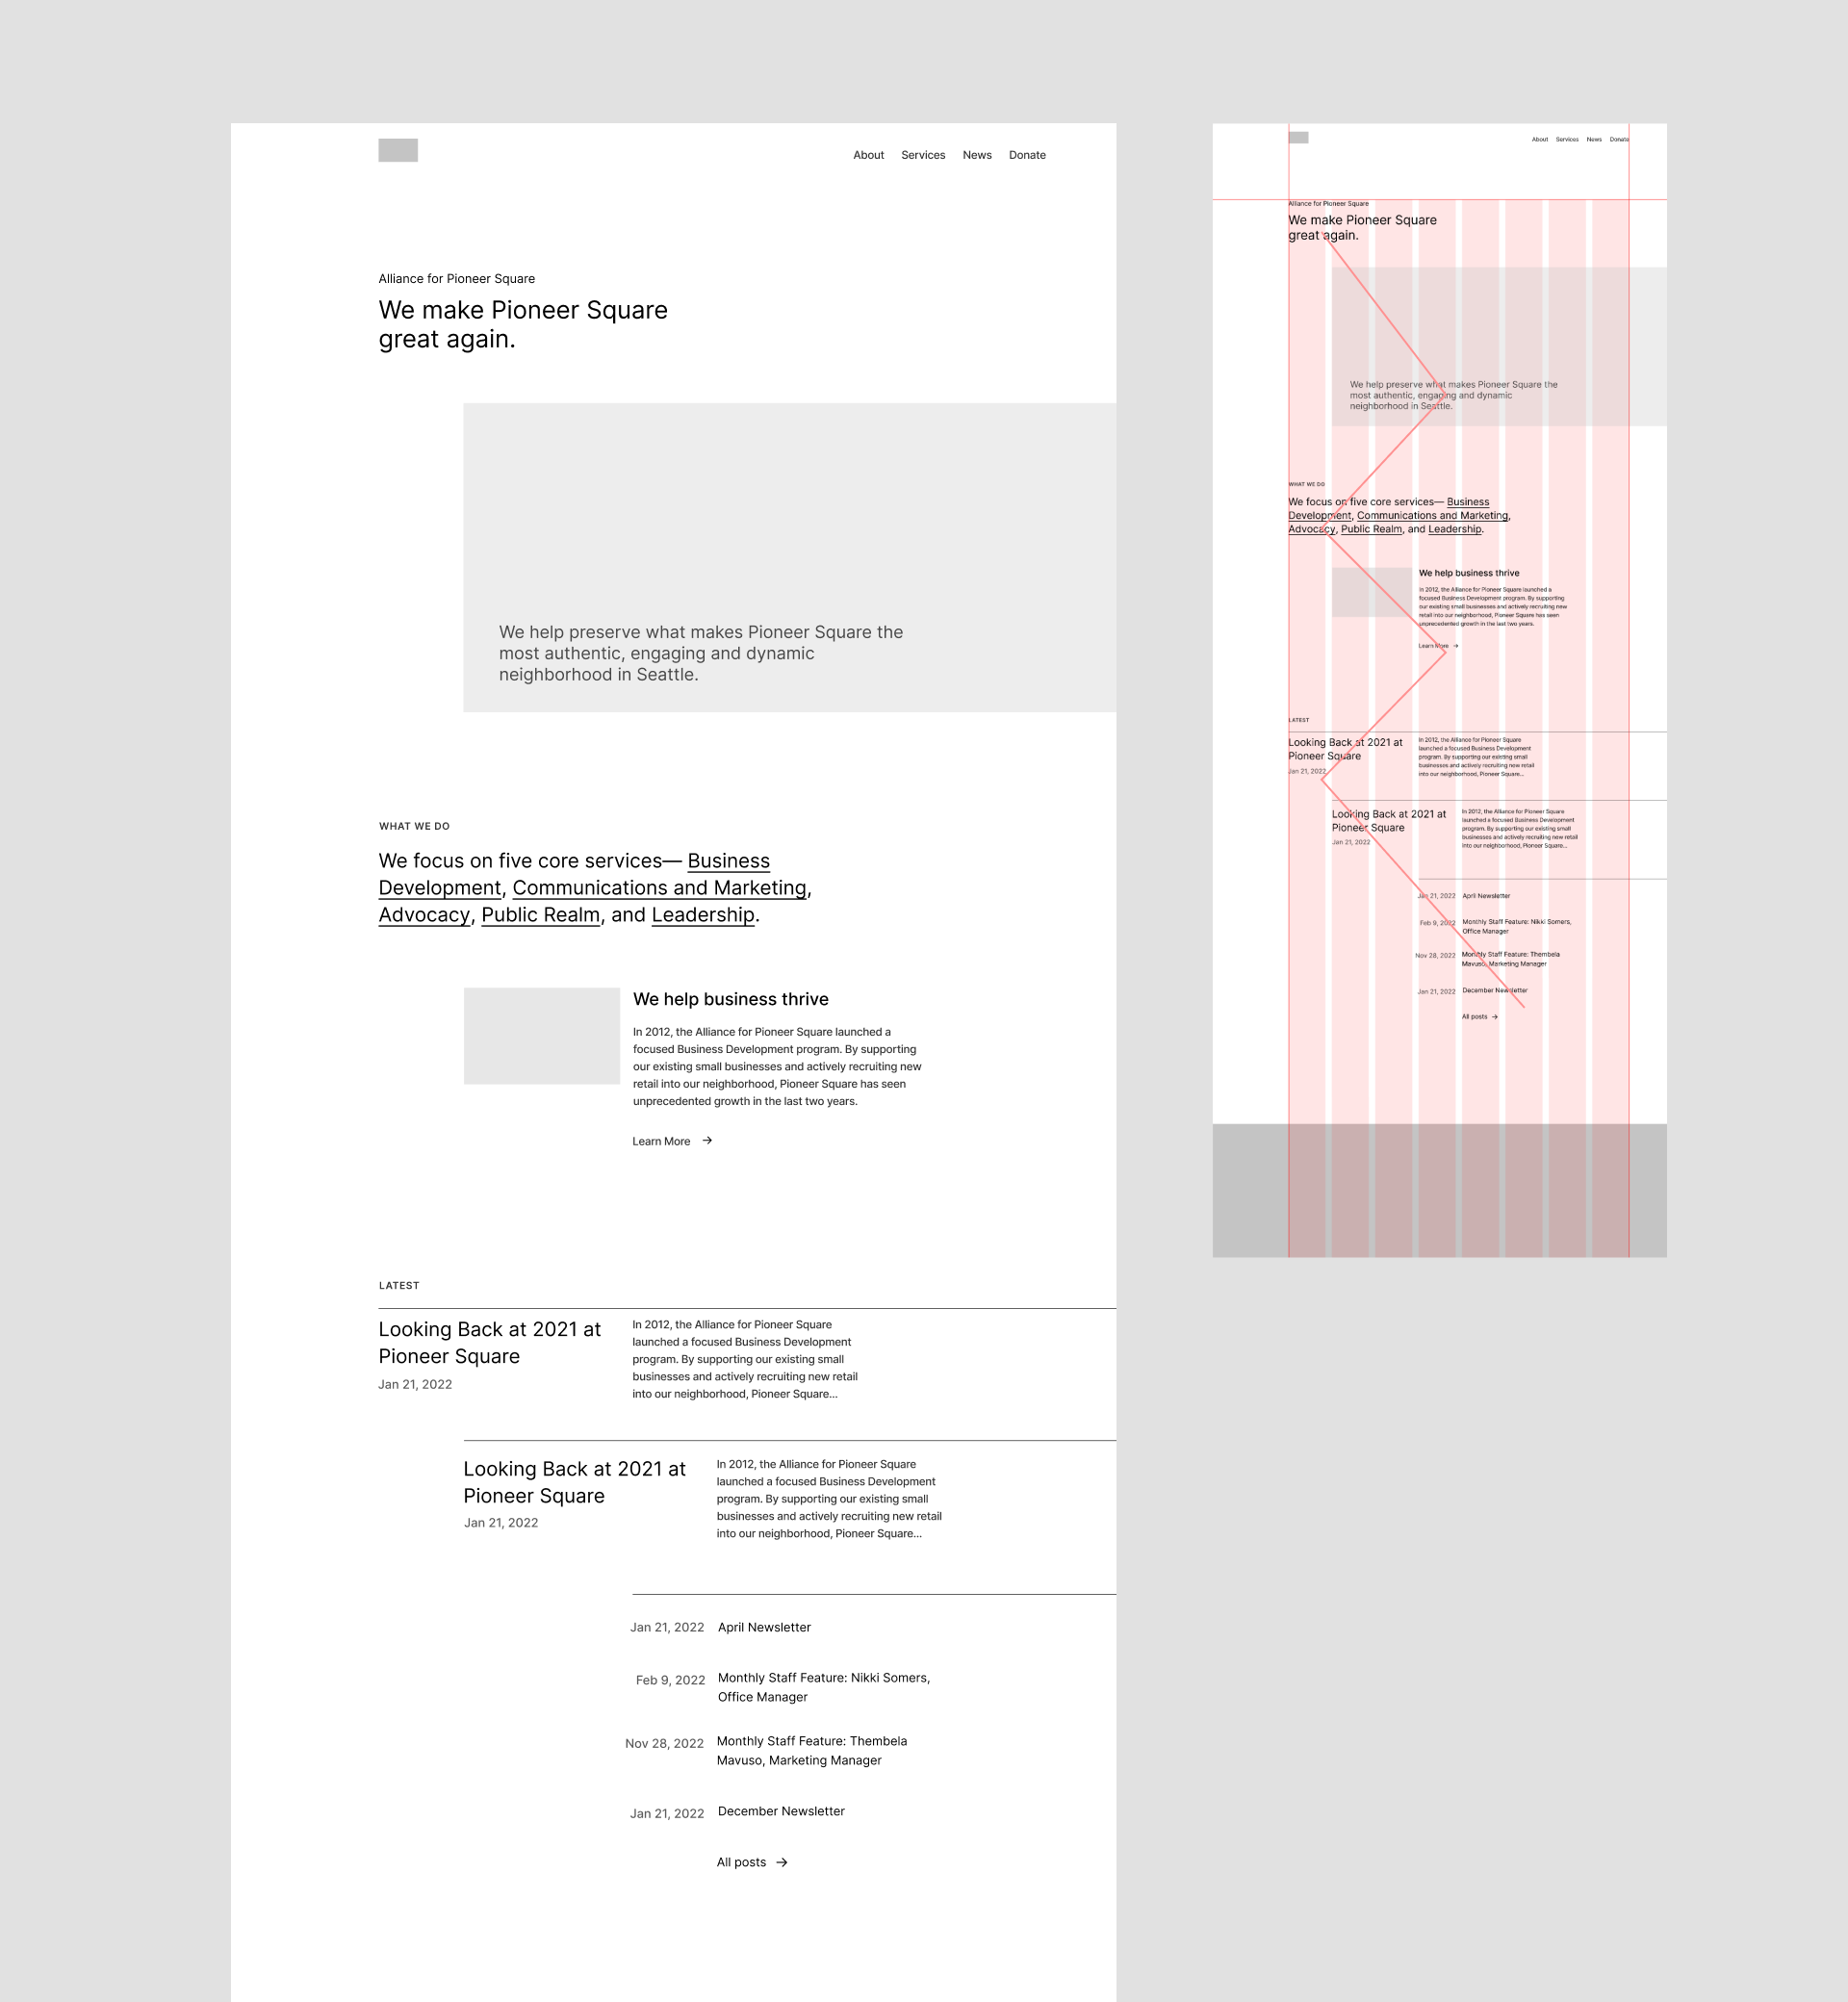 About Services News Donate
Alliance for Pioneer Square
We make Pioneer Square
great again.
We help preserve what makes Pioneer Square the
most authentic, engaging and dynamic
neighborhood in Seattle.
WHAT WE DO
We focus on five core services— Business
Development, Communications and Marketing,
Advocacy, Public Realm, and Leadership.
We help business thrive
In 2012, the Alliance for Pioneer Square launched a
focused Business Development program. By supporting
our existing small businesses and actively recruiting new
retail into our neighborhood, Pioneer Square has seen
unprecedented growth in the last two years.
Learn More →
LATEST
Looking Back at 2021 at
Pioneer Square
Jan 21, 2022
In 2012, the Alliance for Pioneer Square
launched a focused Business Development
program. By supporting our existing small
businesses and actively recruiting new retail
into our neighborhood, Pioneer Square...
Looking Back at 2021 at
Pioneer Square
Jan 21, 2022
In 2012, the Alliance for Pioneer Square
launched a focused Business Development
program. By supporting our existing small
businesses and actively recruiting new retail
into our neighborhood, Pioneer Square...
Jan 21, 2022 April Newsletter
Feb 9, 2022 Monthly Staff Feature: Nikki Somers,
Office Manager
Nov 28, 2022 Monthly Staff Feature: Thembela
Mavuso, Marketing Manager
Jan 21, 2022 December Newsletter
All posts →
About Services News Donate
Alliance for Pioneer Square
We make Pioneer Square
great again.
We help preserve what makes Pioneer Square the
most authentic, engaging and dynamic
neighborhood in Seattle.
WHAT WE DO
We focus on five core services— Business
Development, Communications and Marketing,
Advocacy, Public Realm, and Leadership.
We help business thrive
In 2012, the Alliance for Pioneer Square launched a
focused Business Development program. By supporting
our existing small businesses and actively recruiting new
retail into our neighborhood, Pioneer Square has seen
unprecedented growth in the last two years.
Learn More →
LATEST
Looking Back at 2021 at
Pioneer Square
Jan 21, 2022
In 2012, the Alliance for Pioneer Square
launched a focused Business Development
program. By supporting our existing small
businesses and actively recruiting new retail
into our neighborhood, Pioneer Square...
Looking Back at 2021 at
Pioneer Square
Jan 21, 2022
In 2012, the Alliance for Pioneer Square
launched a focused Business Development
program. By supporting our existing small
businesses and actively recruiting new retail
into our neighborhood, Pioneer Square...
Jan 21, 2022 April Newsletter
Feb 9, 2022 Monthly Staff Feature: Nikki Somers,
Office Manager
Nov 28, 2022 Monthly Staff Feature: Thembela
Mavuso, Marketing Manager
Jan 21, 2022 December Newsletter
All posts →